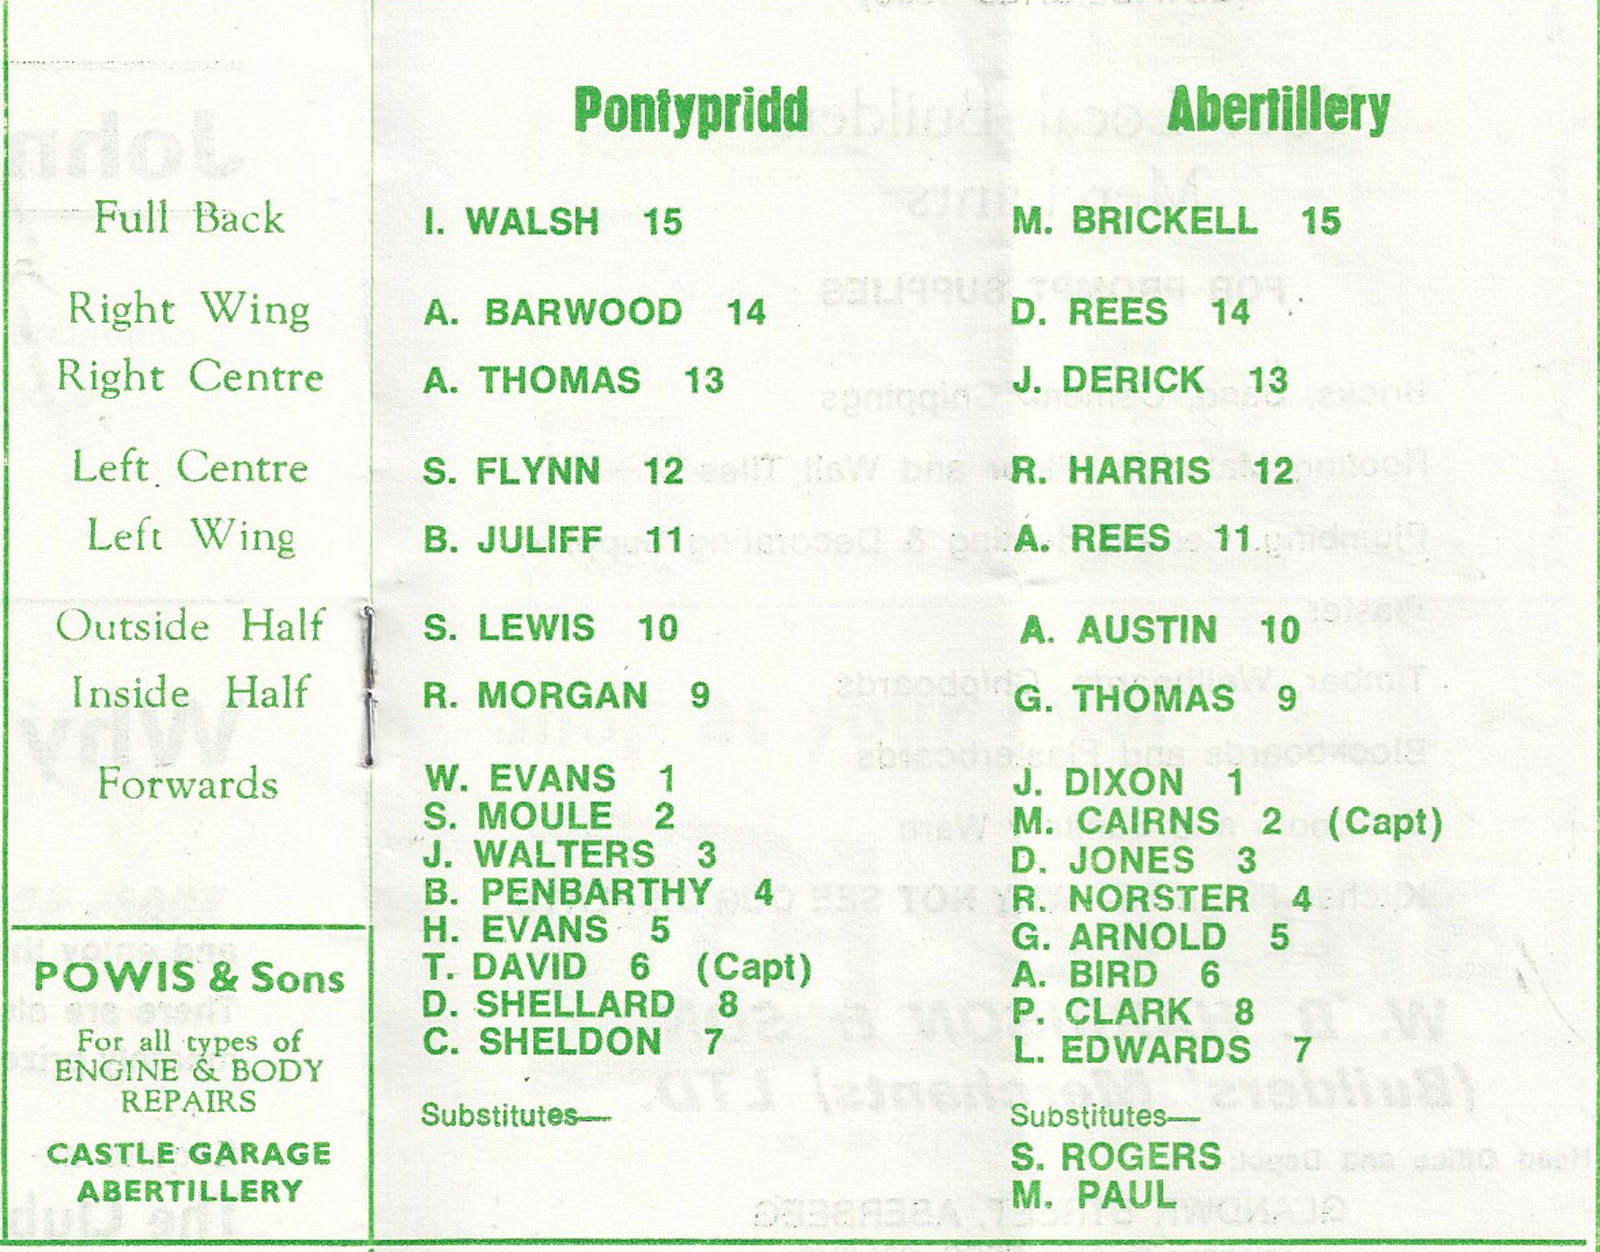 Pontypridd Abertillery
Full Back I. WALSH 15 M. BRICKELL 15
Right Wing A. BARWOOD 14 D. REES 14
Right Centre A. THOMAS 13 J. DERICK 13
Left Centre S. FLYNN 12 R. HARRIS 12
Left Wing B. JULIFF 11 A. REES 11
Outside Half S. LEWIS 10 A. AUSTIN 10
Inside Half R. MORGAN 9 G. THOMAS 9
Forwards W. EVANS 1 J. DIXON 1
S. MOULE 2 M. CAIRNS 2 (Capt)
J. WALTERS 3 D. JONES 3
B. PENBARTHY 4 R. NORSTER 4
H. EVANS 5 G. ARNOLD 5
T. DAVID 6 (Capt) A. BIRD 6
D. SHELLARD 8 P. CLARK 8
C. SHELDON 7 L. EDWARDS 7
Substitutes— Substitutes—
S. ROGERS
M. PAUL
POWIS & Sons
For all types of
ENGINE & BODY
REPAIRS
CASTLE GARAGE
ABERTILLERY